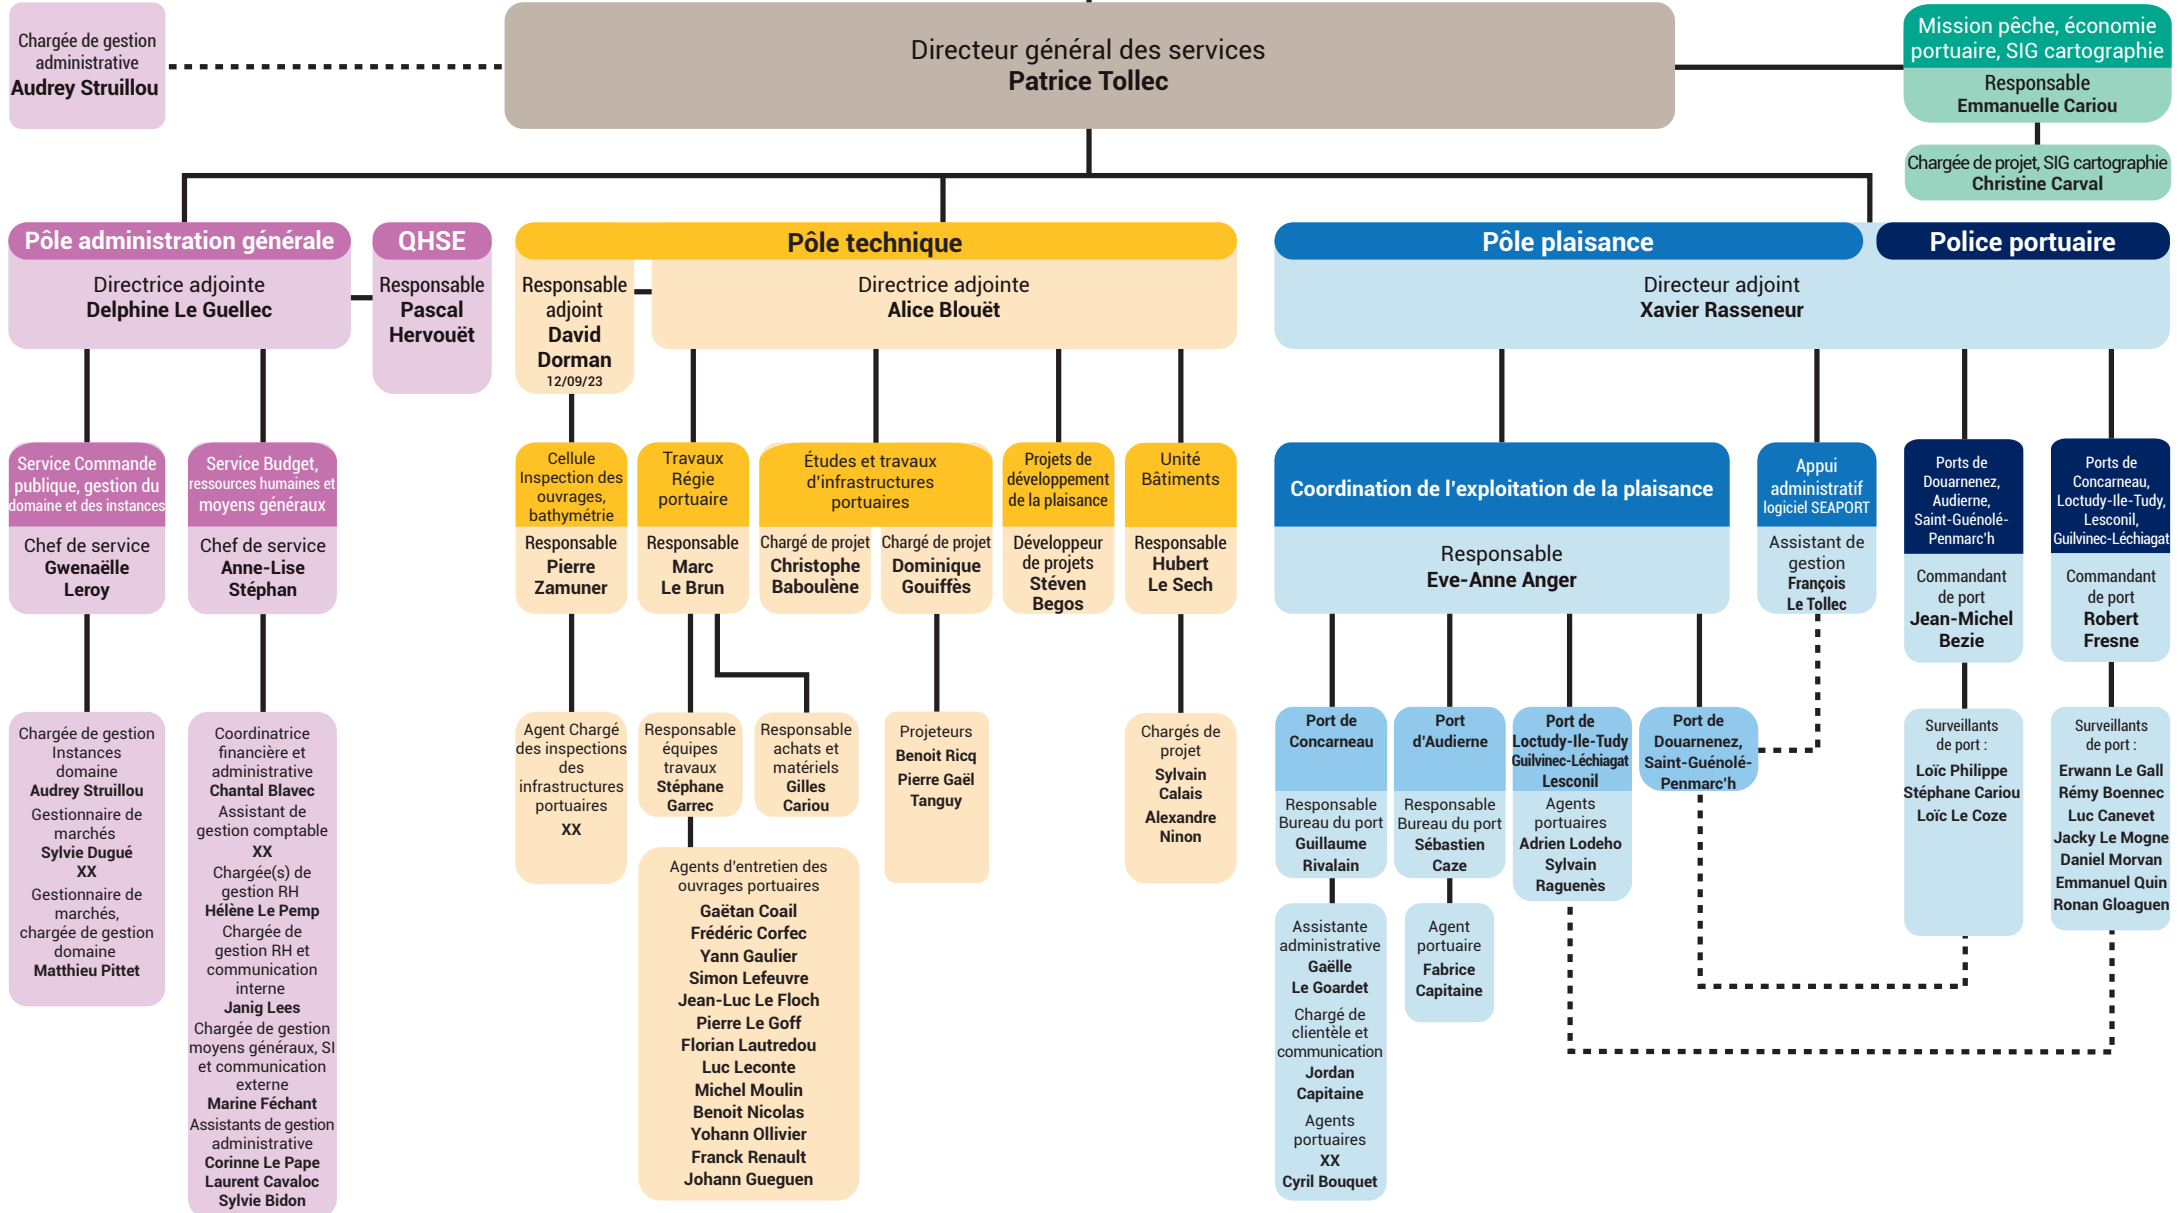 Chargée de gestion
administrative
Audrey Struillou
Directeur général des services
Patrice Tollec
Mission pêche, économie
portuaire, SIG cartographie
Responsable
Emmanuelle Cariou
Chargée de projet, SIG cartographie
Christine Carval
Pôle administration générale
Directrice adjointe
Delphine Le Guellec
QHSE
Responsable
Pascal
Hervouët
Pôle technique
Responsable
adjoint
David
Dorman
12/09/23
Directrice adjointe
Alice Blouët
Pôle plaisance
Police portuaire
Directeur adjoint
Xavier Rasseneur
Service Commande
publique, gestion du
domaine et des instances
Chef de service
Gwenaëlle
Leroy
Service Budget,
ressources humaines et
moyens généraux
Chef de service
Anne-Lise
Stéphan
Cellule
Inspection des
ouvrages,
bathymétrie
Responsable
Pierre
Zamuner
Travaux
Régie
portuaire
Responsable
Marc
Le Brun
Études et travaux
d'infrastructures
portuaires
Chargé de projet
Christophe
Baboulène
Chargé de projet
Dominique
Gouiffès
Projets de
développement
de la plaisance
Développeur
de projets
Stéven
Begos
Unité
Bâtiments
Responsable
Hubert
Le Sech
Coordination de l'exploitation de la plaisance
Responsable
Eve-Anne Anger
Appui
administratif
logiciel SEAPORT
Assistant de
gestion
François
Le Tollec
Ports de
Douarnenez,
Audierne,
Saint-Guénolé-
Penmarc'h
Commandant
de port
Jean-Michel
Bezie
Ports de
Concarneau,
Loctudy-Ile-Tudy,
Lesconil,
Guilvinec-Léchiagat
Commandant
de port
Robert
Fresne
Chargée de gestion
Instances
domaine
Audrey Struillou
Gestionnaire de
marchés
Sylvie Dugué
XX
Gestionnaire de
marchés,
chargée de gestion
domaine
Matthieu Pittet
Coordinatrice
financière et
administrative
Chantal Blavec
Assistant de
gestion comptable
XX
Chargée(s) de
gestion RH
Hélène Le Pemp
Chargée de
gestion RH et
communication
interne
Janig Lees
Chargée de gestion
moyens généraux, SI
et communication
externe
Marine Féchant
Assistants de gestion
administrative
Corinne Le Pape
Laurent Cavaloc
Sylvie Bidon
Agent Chargé
des inspections
des
infrastructures
portuaires
XX
Responsable
équipes
travaux
Stéphane
Garrec
Responsable
achats et
matériels
Gilles
Cariou
Agents d'entretien des
ouvrages portuaires
Gaëtan Coail
Frédéric Corfec
Yann Gaulier
Simon Lefeuvre
Jean-Luc Le Floch
Pierre Le Goff
Florian Lautredou
Luc Leconte
Michel Moulin
Benoit Nicolas
Yohann Ollivier
Franck Renault
Johann Gueguen
Projeteurs
Benoit Ricq
Pierre Gaël
Tanguy
Chargés de
projet
Sylvain
Calais
Alexandre
Ninon
Port de
Concarneau
Responsable
Bureau du port
Guillaume
Rivalain
Assistante
administrative
Gaëlle
Le Goardet
Chargé de
clientèle et
communication
Jordan
Capitaine
Agents
portuaires
XX
Cyril Bouquet
Port
d'Audierne
Responsable
Bureau du port
Sébastien
Caze
Agent
portuaire
Fabrice
Capitaine
Port de
Loctudy-Ile-Tudy
Guilvinec-Léchiagat
Lesconil
Agents
portuaires
Adrien Lodeho
Sylvain
Raguenès
Port de
Douarnenez,
Saint-Guénolé-
Penmarc'h
Surveillants
de port :
Loïc Philippe
Stéphane Cariou
Loïc Le Coze
Surveillants
de port :
Erwann Le Gall
Rémy Boennec
Luc Canevet
Jacky Le Mogne
Daniel Morvan
Emmanuel Quin
Ronan Gloaguen